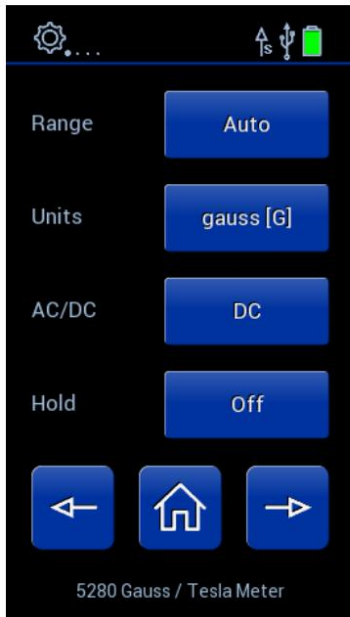 s
Range Auto
Units gauss [G]
AC/DC DC
Hold Off
5280 Gauss / Tesla Meter